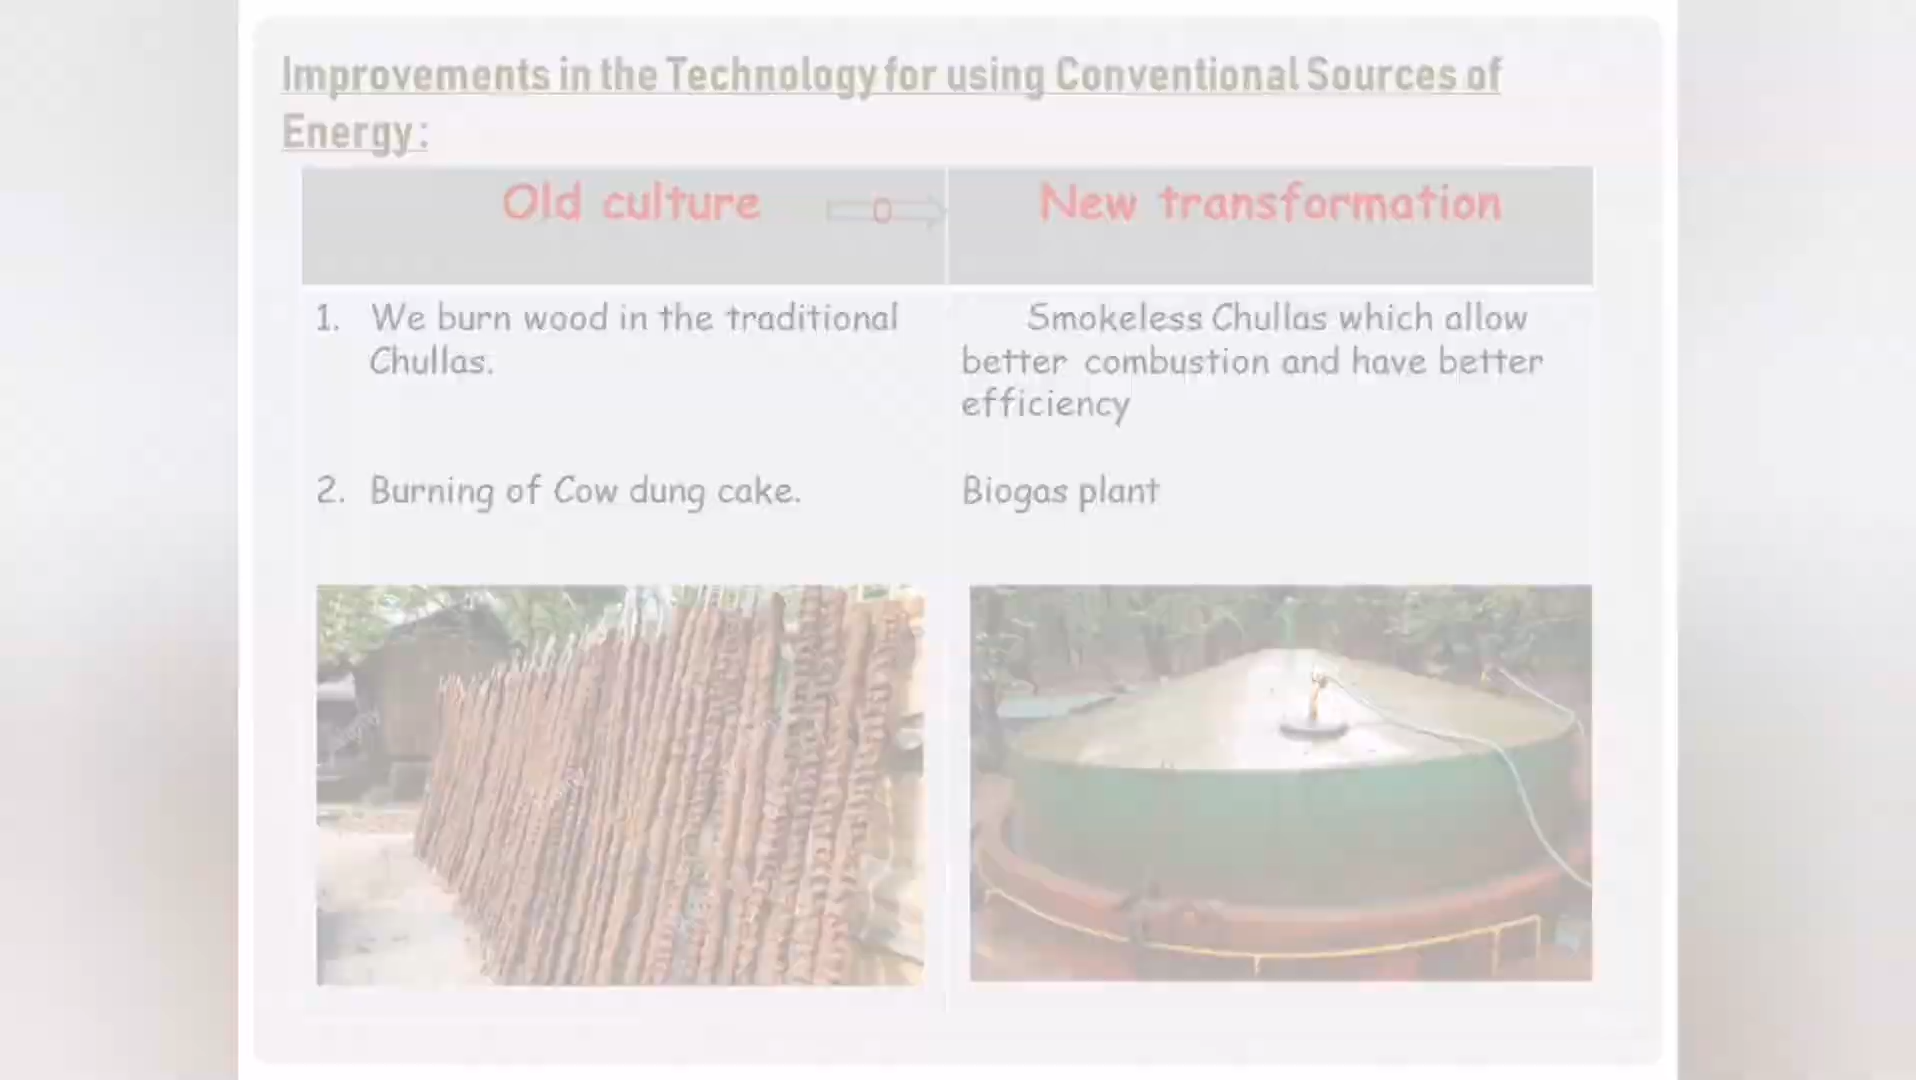 Improvements in the Technology for using Conventional Sources of
Energy:
Old culture
0
New transformation
1. We burn wood in the traditional
Chullas.
Smokeless Chullas which allow
better combustion and have better
efficiency
2. Burning of Cow dung cake.
Biogas plant